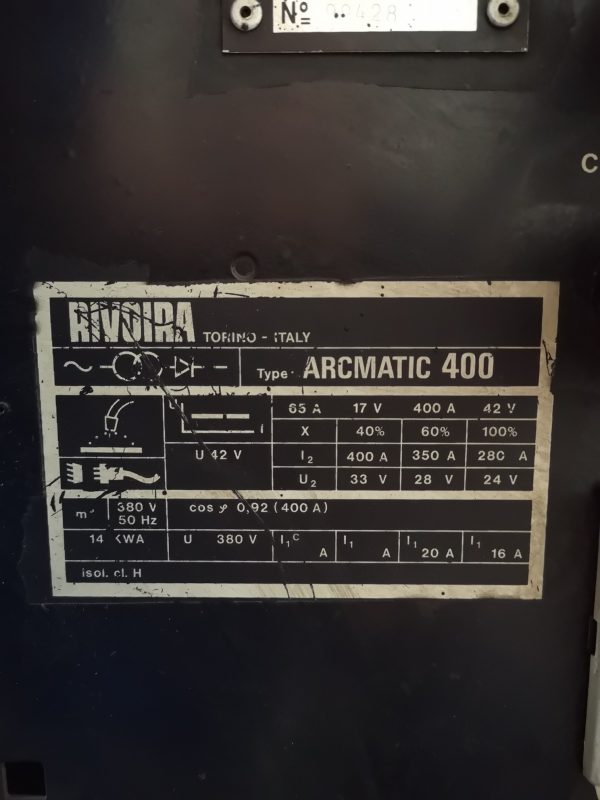 Nº 00428
C
RIVOIRA TORINO - ITALY
Type ARCMATIC 400
65 A 17 V 400 A 42 V
X 40% 60% 100%
U 42 V I2 400 A 350 A 280 A
U2 33 V 28 V 24 V
380 V 50 Hz cos φ 0,92 (400 A)
14 KWA U 380 V I1C A I1 A I1 20 A I1 16 A
isol. cl. H